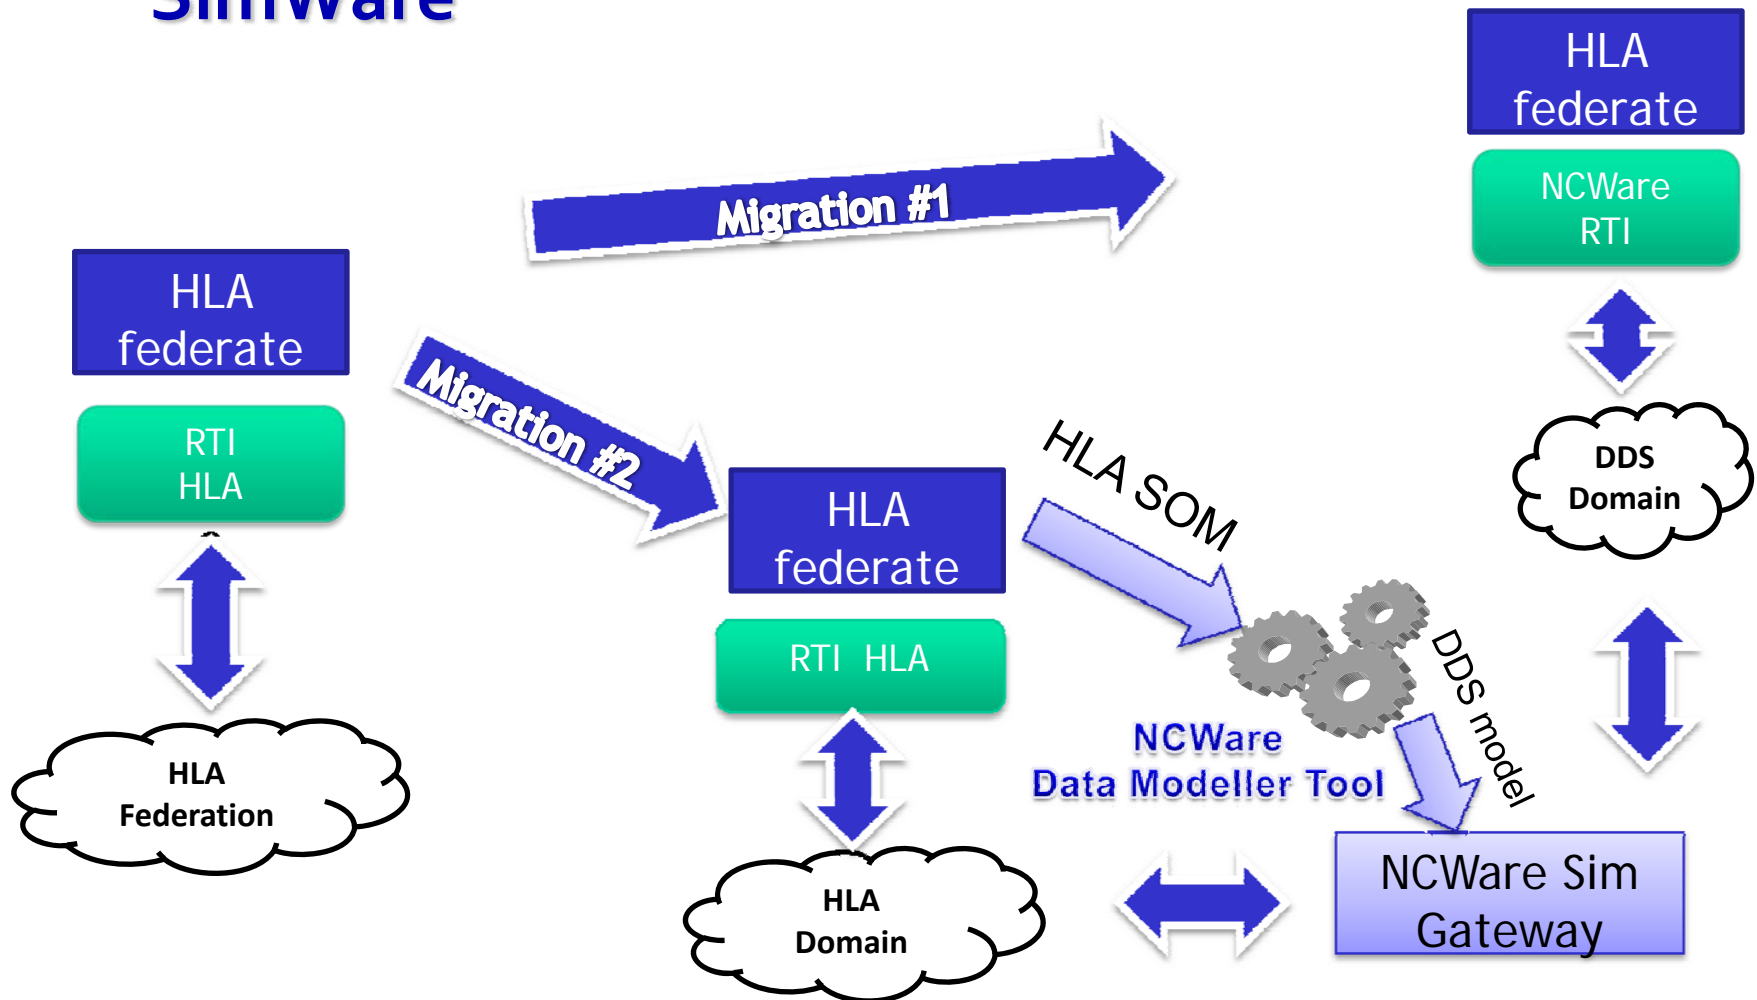 SimWare
HLA
federate
NCWare
RTI
Migration #1
HLA
federate
RTI
HLA
Migration #2
HLA
federate
RTI HLA
HLA SOM
DDS
Domain
DDS model
NCWare
Data Modeller Tool
HLA
Federation
HLA
Domain
NCWare Sim
Gateway